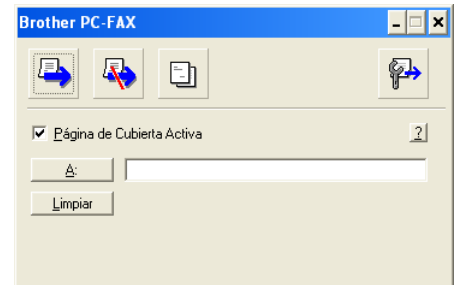 Brother PC-FAX
Página de Cubierta Activa
?
A:
Limpiar